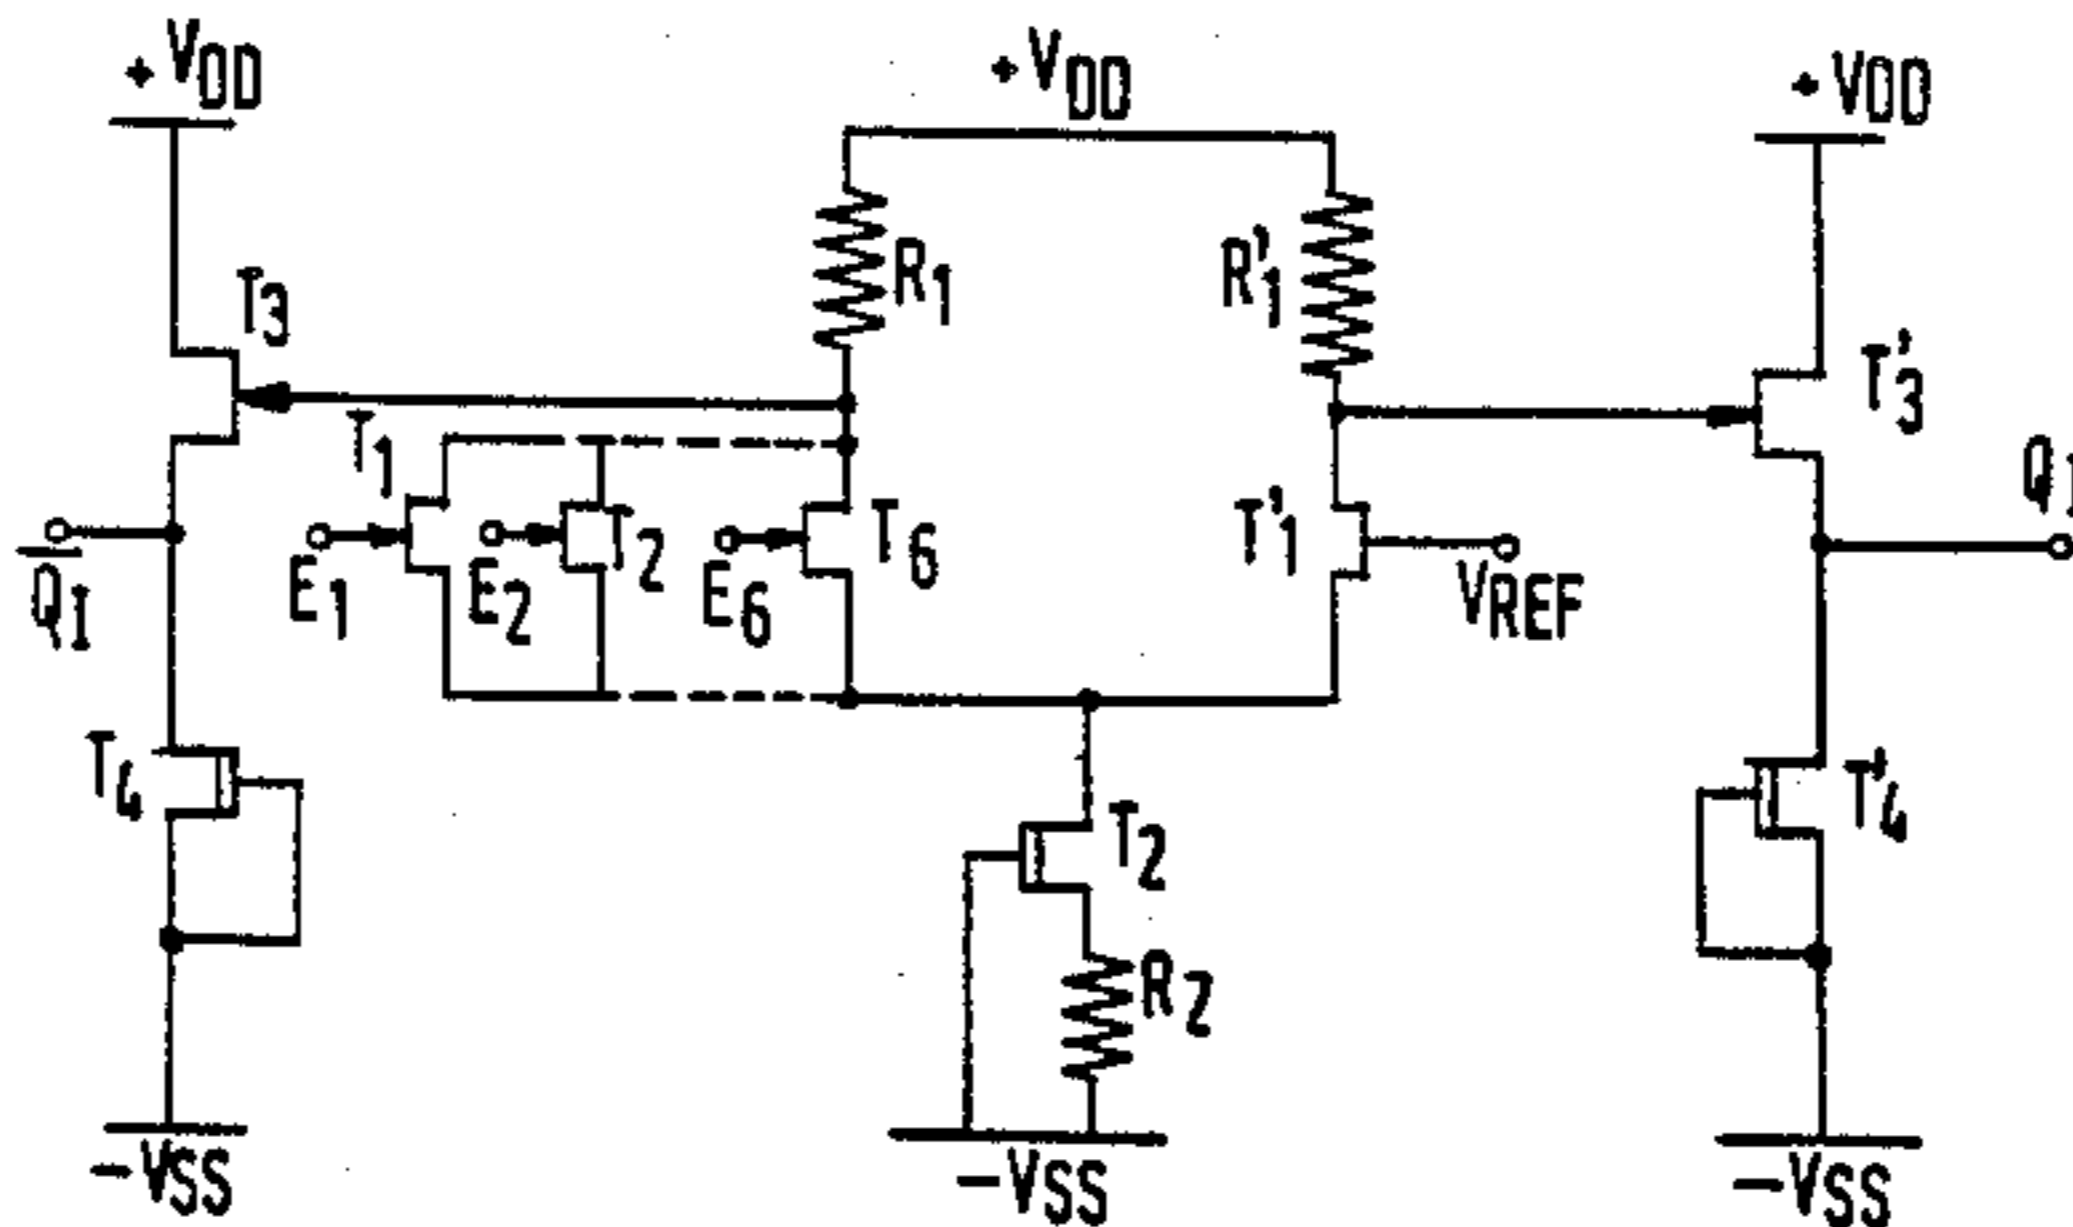 +VDD
+VDD
+VDD
T3
R1
R'1
T'3
T1
Q1
E1
E2
T2
E6
T6
T'1
VREF
Q1
T4
T2
T'4
R2
-VSS
-VSS
-VSS